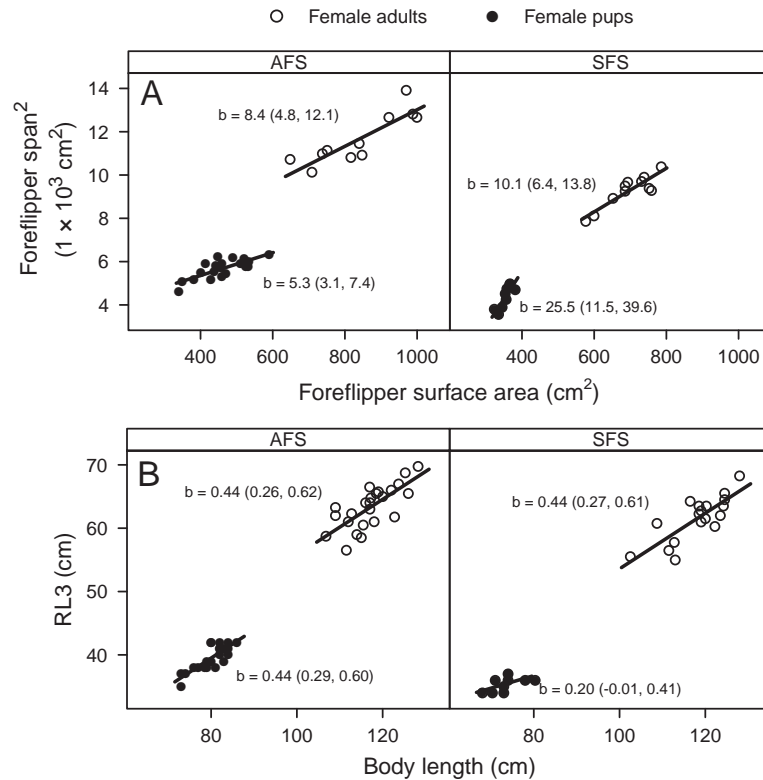 Female adults Female pups
AFS SFS
A
b = 8.4 (4.8, 12.1)
b = 10.1 (6.4, 13.8)
b = 5.3 (3.1, 7.4)
b = 25.5 (11.5, 39.6)
Foreflipper span²
(1 × 10³ cm²)
14
12
10
8
6
4
400 600 800 1000 400 600 800 1000
Foreflipper surface area (cm²)
AFS SFS
B
b = 0.44 (0.26, 0.62)
b = 0.44 (0.27, 0.61)
b = 0.44 (0.29, 0.60)
b = 0.20 (-0.01, 0.41)
RL3 (cm)
70
60
50
40
80 100 120 80 100 120
Body length (cm)